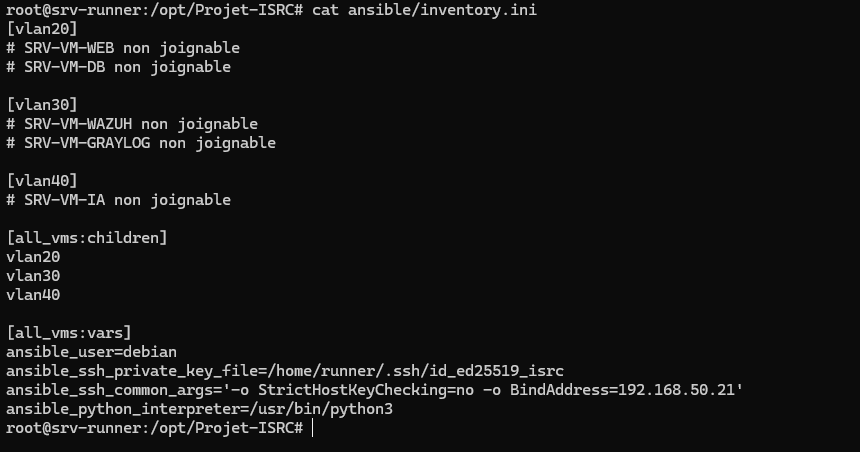 root@srv-runner:/opt/Projet-ISRC# cat ansible/inventory.ini
[vlan20]
# SRV-VM-WEB non joignable
# SRV-VM-DB non joignable
[vlan30]
# SRV-VM-WAZUH non joignable
# SRV-VM-GRAYLOG non joignable
[vlan40]
# SRV-VM-IA non joignable
[all_vms:children]
vlan20
vlan30
vlan40
[all_vms:vars]
ansible_user=debian
ansible_ssh_private_key_file=/home/runner/.ssh/id_ed25519_isrc
ansible_ssh_common_args='-o StrictHostKeyChecking=no -o BindAddress=192.168.50.21'
ansible_python_interpreter=/usr/bin/python3
root@srv-runner:/opt/Projet-ISRC#